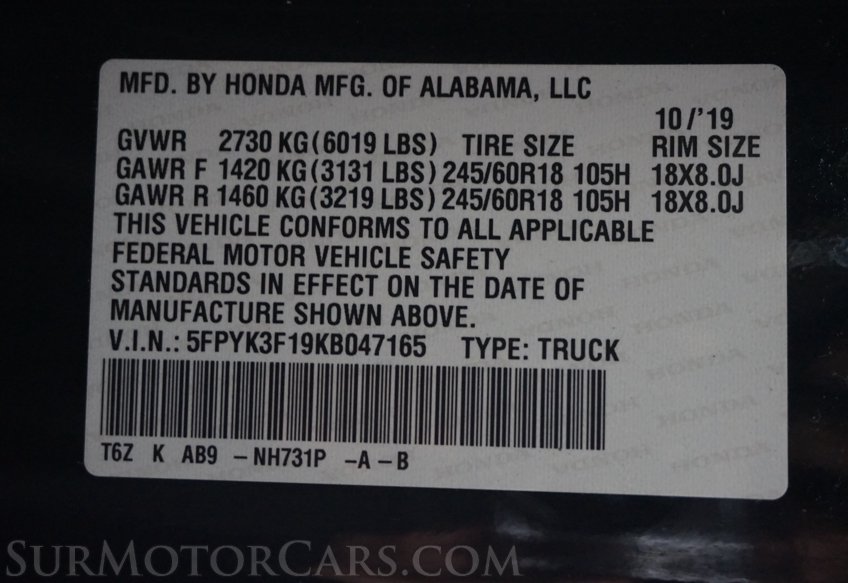 MFD. BY HONDA MFG. OF ALABAMA, LLC
10/'19
GVWR 2730 KG(6019 LBS) TIRE SIZE RIM SIZE
GAWR F 1420 KG(3131 LBS) 245/60R18 105H 18X8.0J
GAWR R 1460 KG(3219 LBS) 245/60R18 105H 18X8.0J
THIS VEHICLE CONFORMS TO ALL APPLICABLE
FEDERAL MOTOR VEHICLE SAFETY
STANDARDS IN EFFECT ON THE DATE OF
MANUFACTURE SHOWN ABOVE.
V.I.N.: 5FPYK3F19KB047165 TYPE: TRUCK
T6Z K AB9 -NH731P -A -B
SURMOTORCARS.COM